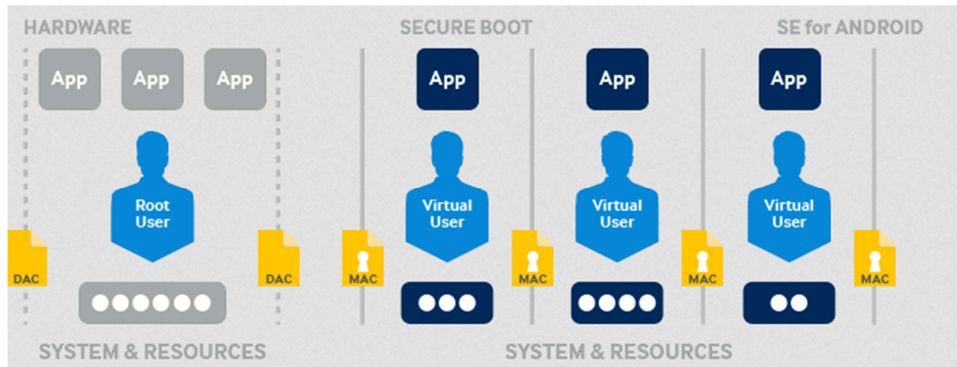 HARDWARE
SECURE BOOT
SE for ANDROID
App
App
App
App
App
App
Root
User
Virtual
User
Virtual
User
Virtual
User
DAC
DAC
MAC
MAC
MAC
MAC
SYSTEM & RESOURCES
SYSTEM & RESOURCES